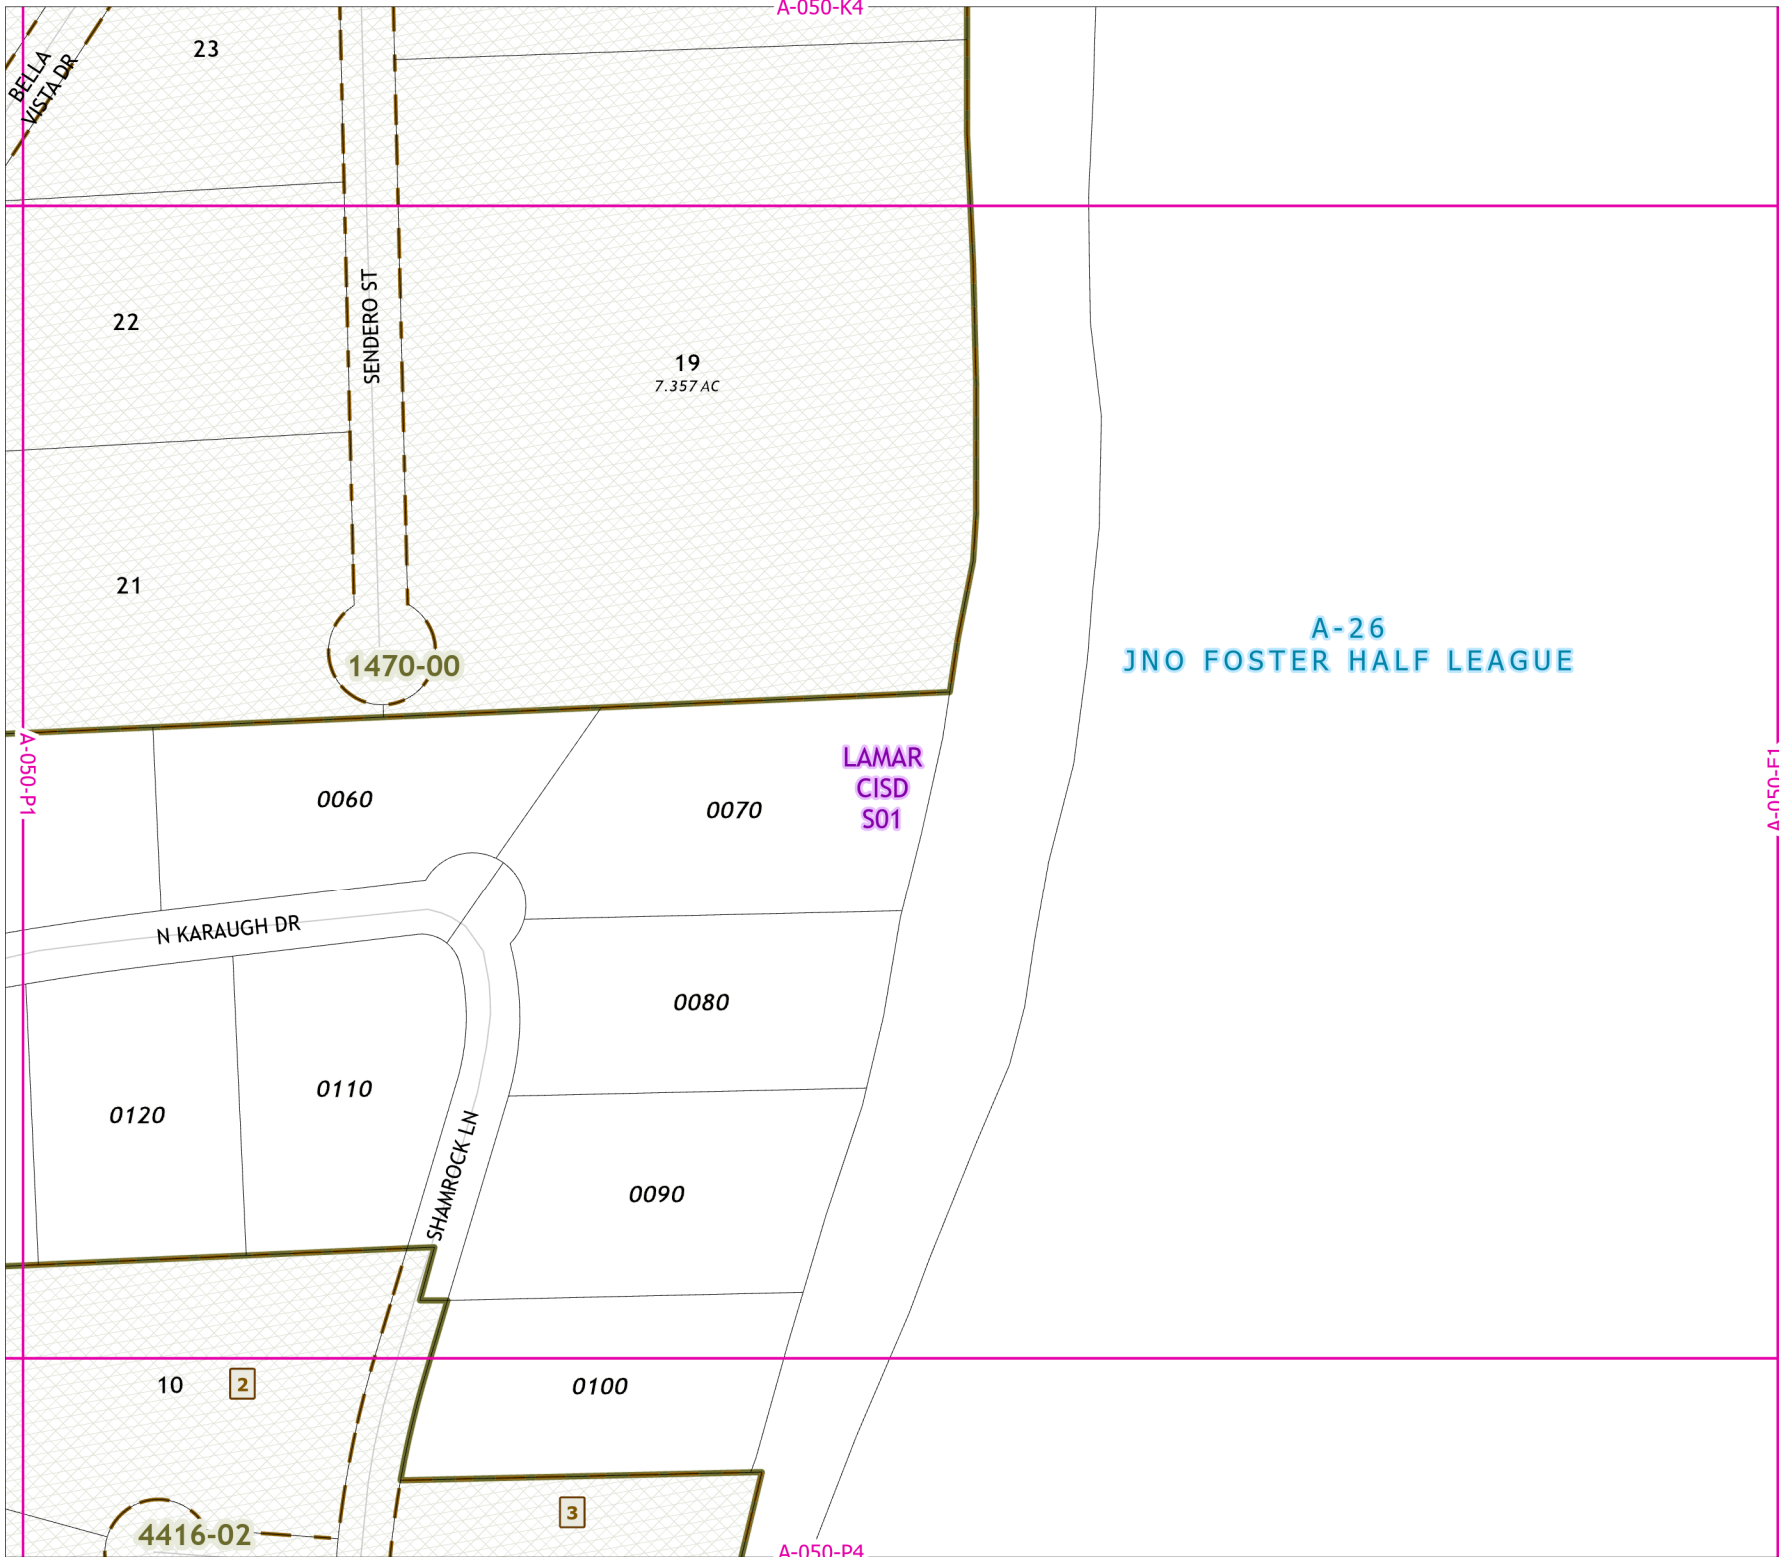 A-050-K4
23
BELLA
VISTA DR
22
SENDERO ST
19
7.357 AC
21
1470-00
A-26
JNO FOSTER HALF LEAGUE
A-050-P1
LAMAR
CISD
S01
A-050-F1
0060
0070
N KARAUGH DR
0080
0110
0120
SHAMROCK LN
0090
10
2
0100
3
4416-02
A-050-P4